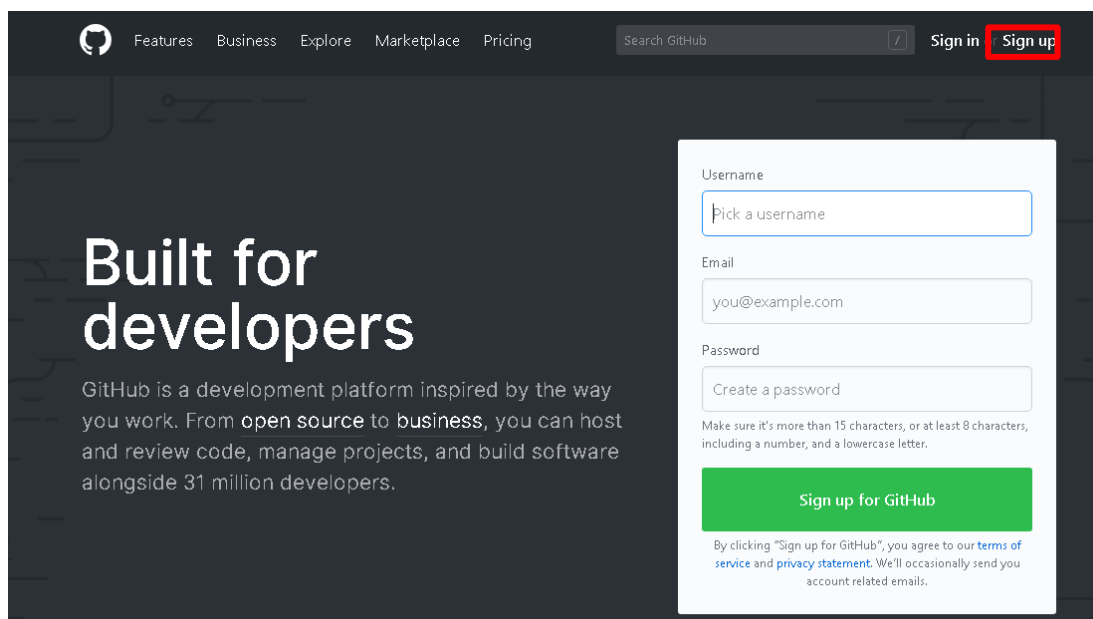 Features Business Explore Marketplace Pricing Search GitHub / Sign in or Sign up
Built for
developers
GitHub is a development platform inspired by the way
you work. From open source to business, you can host
and review code, manage projects, and build software
alongside 31 million developers.
Username
Pick a username
Email
you@example.com
Password
Create a password
Make sure it's more than 15 characters, or at least 8 characters,
including a number, and a lowercase letter.
Sign up for GitHub
By clicking “Sign up for GitHub”, you agree to our terms of
service and privacy statement. We’ll occasionally send you
account related emails.